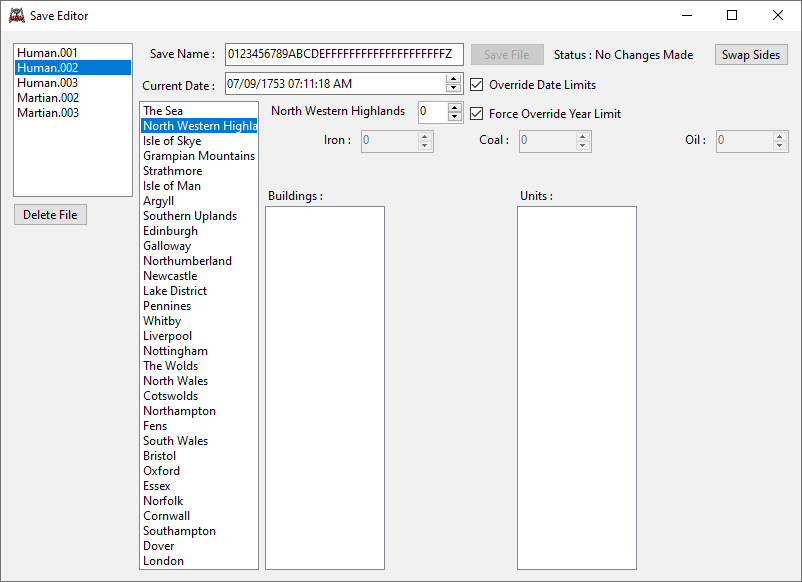 Save Editor
Human.001
Human.002
Human.003
Martian.002
Martian.003
Delete File
Save Name : 0123456789ABCDEFFFFFFFFFFFFFFFFFFFFZ Save File Status : No Changes Made Swap Sides
Current Date : 07/09/1753 07:11:18 AM Override Date Limits
North Western Highlands 0 Force Override Year Limit
Iron : 0 Coal : 0 Oil : 0
The Sea
North Western Highla
Isle of Skye
Grampian Mountains
Strathmore
Isle of Man
Argyll
Southern Uplands
Edinburgh
Galloway
Northumberland
Newcastle
Lake District
Pennines
Whitby
Liverpool
Nottingham
The Wolds
North Wales
Cotswolds
Northampton
Fens
South Wales
Bristol
Oxford
Essex
Norfolk
Cornwall
Southampton
Dover
London
Buildings :
Units :